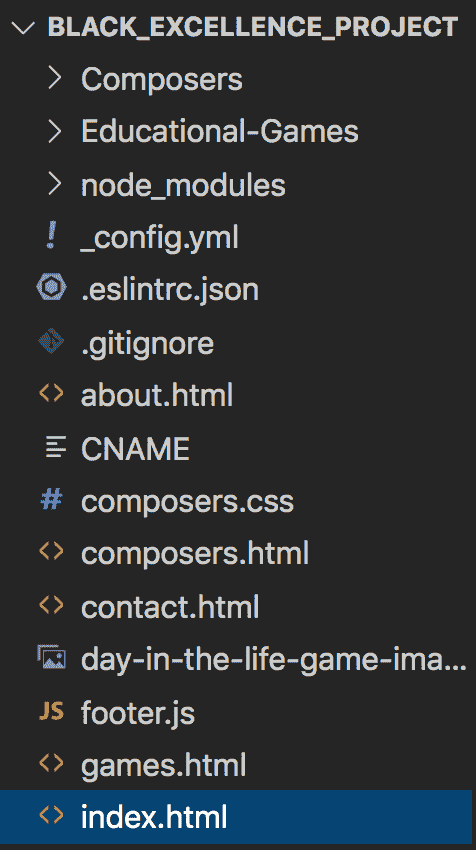 BLACK_EXCELLENCE_PROJECT
Composers
Educational-Games
node_modules
! _config.yml
.eslintrc.json
.gitignore
<> about.html
CNAME
# composers.css
<> composers.html
<> contact.html
day-in-the-life-game-ima...
JS footer.js
<> games.html
<> index.html